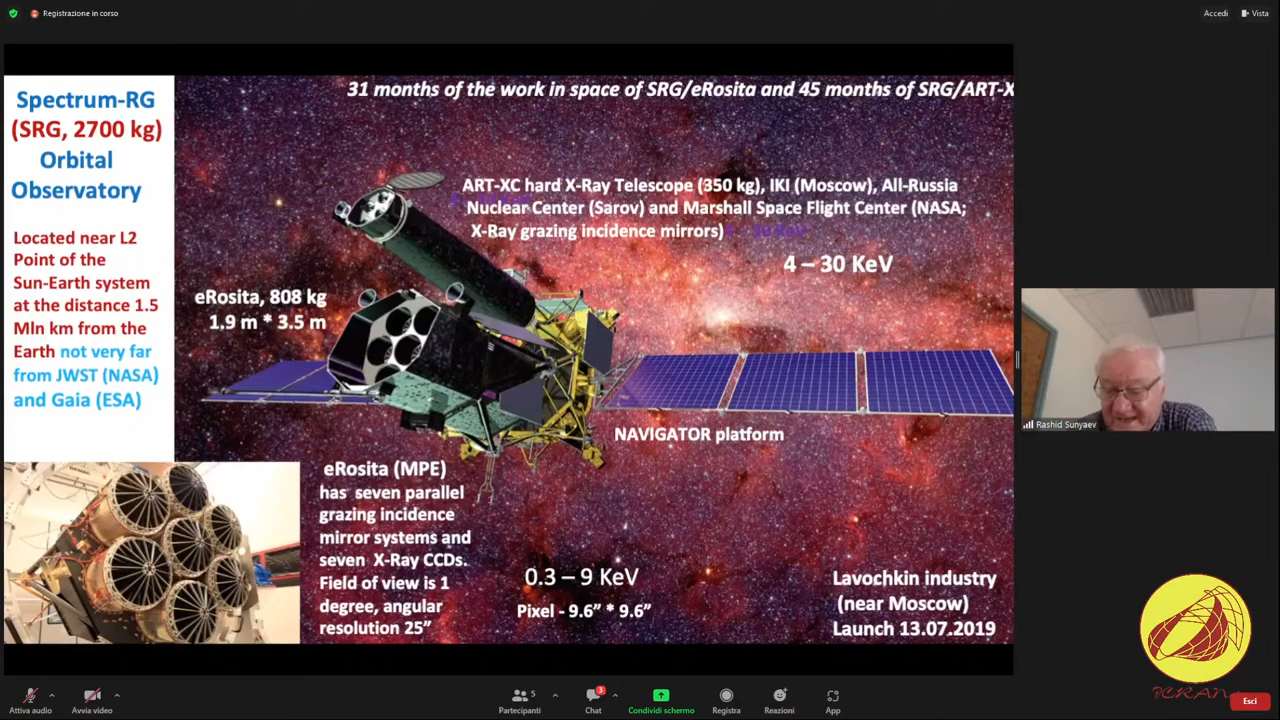 Registrazione in corso
Accedi
Vista
31 months of the work in space of SRG/eRosita and 45 months of SRG/ART-X
Spectrum-RG
(SRG, 2700 kg)
Orbital
Observatory
Located near L2
Point of the
Sun-Earth system
at the distance 1.5
Mln km from the
Earth not very far
from JWST (NASA)
and Gaia (ESA)
ART-XC hard X-Ray Telescope (350 kg), IKI (Moscow), All-Russia
Nuclear Center (Sarov) and Marshall Space Flight Center (NASA;
X-Ray grazing incidence mirrors)
4 – 30 KeV
eRosita, 808 kg
1.9 m * 3.5 m
NAVIGATOR platform
eRosita (MPE)
has seven parallel
grazing incidence
mirror systems and
seven X-Ray CCDs.
Field of view is 1
degree, angular
resolution 25”
0.3 – 9 KeV
Pixel - 9.6” * 9.6”
Lavochkin industry
(near Moscow)
Launch 13.07.2019
Rashid Sunyaev
ICRANet
Attiva audio
Avvia video
5
Partecipanti
3
Chat
Condividi schermo
Registra
Reazioni
App
Esci